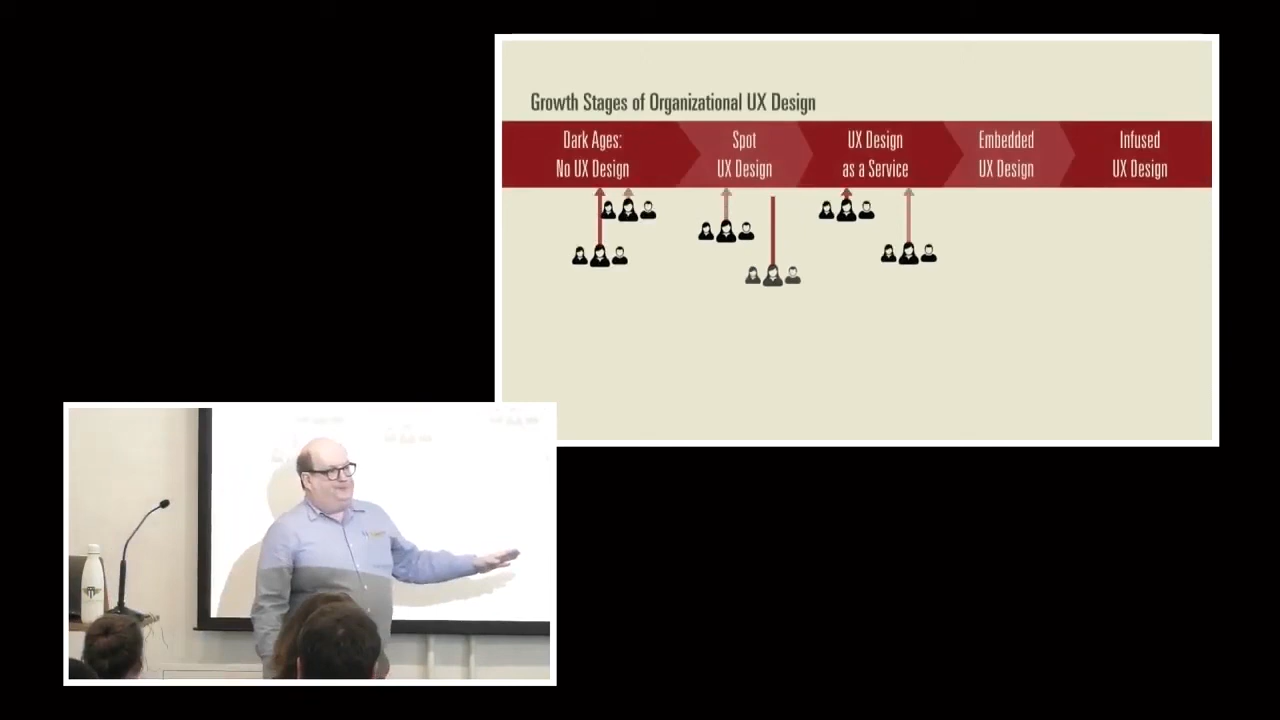 Growth Stages of Organizational UX Design
Dark Ages:
No UX Design
Spot
UX Design
UX Design
as a Service
Embedded
UX Design
Infused
UX Design